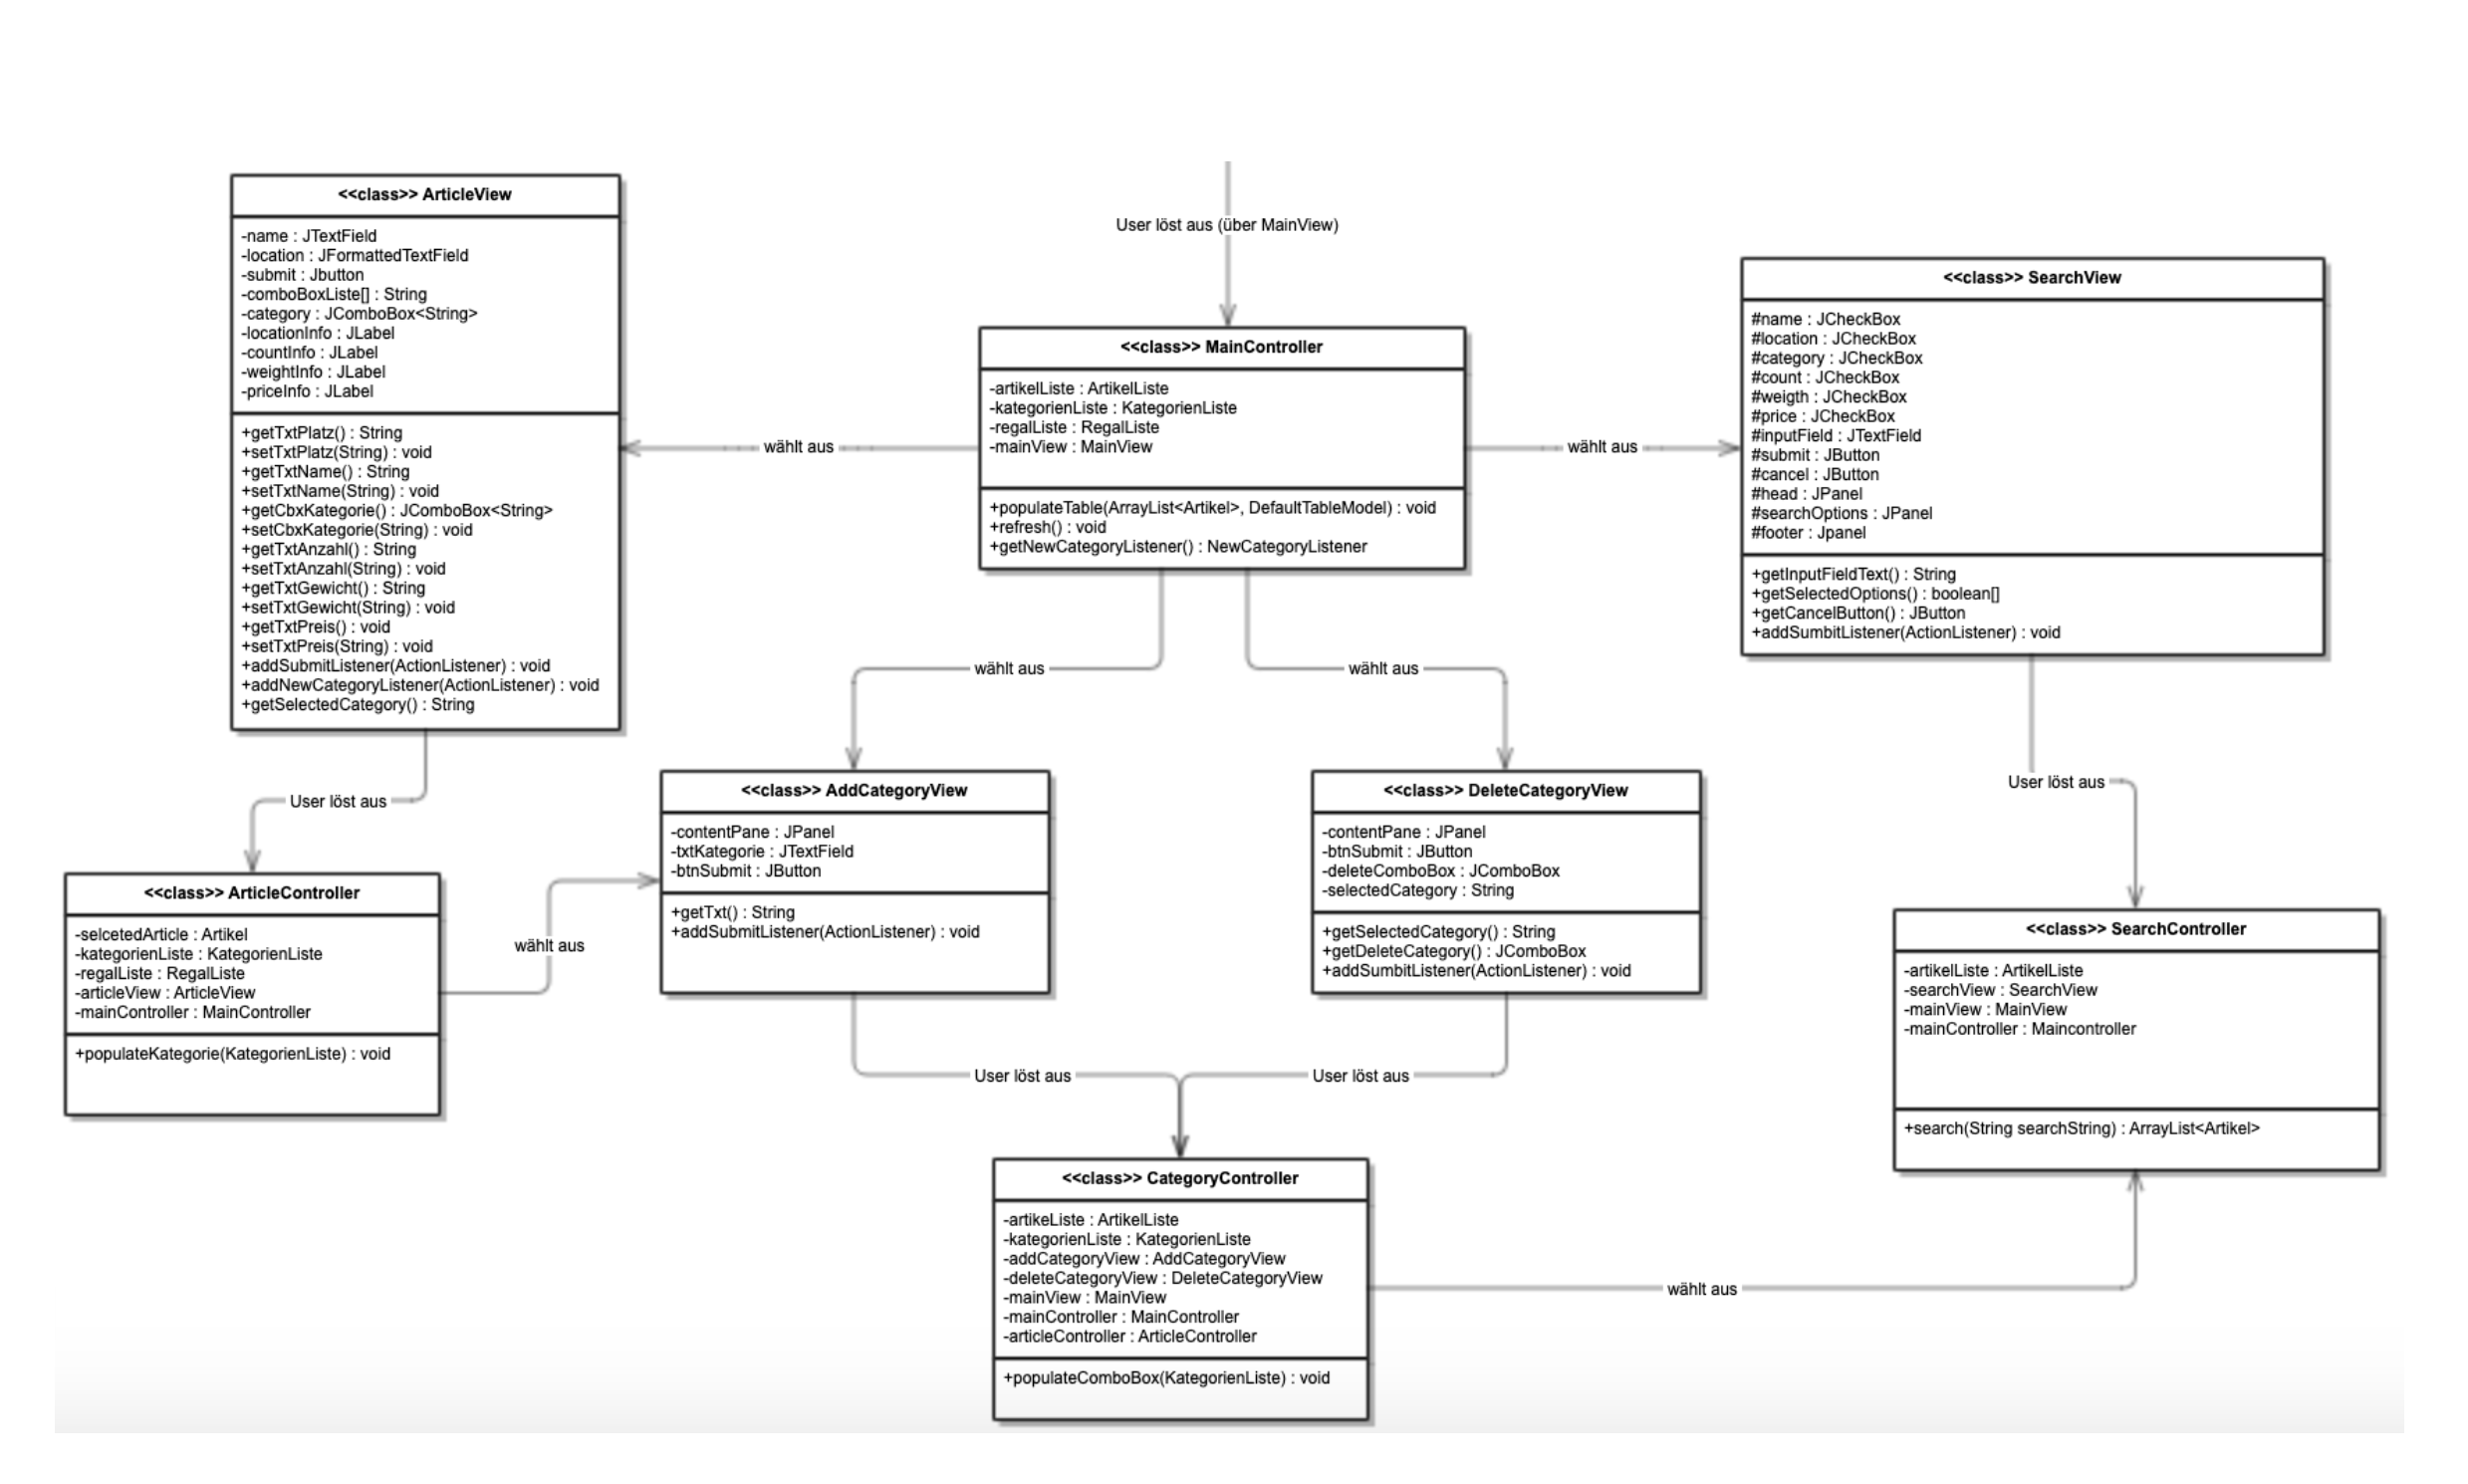 <<class>> ArticleView
-name : JTextField
-location : JFormattedTextField
-submit : Jbutton
-comboBoxListe[] : String
-category : JComboBox<String>
-locationInfo : JLabel
-countInfo : JLabel
-weightInfo : JLabel
-priceInfo : JLabel
+getTxtPlatz() : String
+setTxtPlatz(String) : void
+getTxtName() : String
+setTxtName(String) : void
+getCbxKategorie() : JComboBox<String>
+setCbxKategorie(String) : void
+getTxtAnzahl() : String
+setTxtAnzahl(String) : void
+getTxtGewicht() : String
+setTxtGewicht(String) : void
+getTxtPreis() : void
+setTxtPreis(String) : void
+addSubmitListener(ActionListener) : void
+addNewCategoryListener(ActionListener) : void
+getSelectedCategory() : String
User löst aus (über MainView)
<<class>> MainController
-artikelListe : ArtikelListe
-kategorienListe : KategorienListe
-regalListe : RegalListe
-mainView : MainView
+populateTable(ArrayList<Artikel>, DefaultTableModel) : void
+refresh() : void
+getNewCategoryListener() : NewCategoryListener
wählt aus
wählt aus
<<class>> SearchView
#name : JCheckBox
#location : JCheckBox
#category : JCheckBox
#count : JCheckBox
#weigth : JCheckBox
#price : JCheckBox
#inputField : JTextField
#submit : JButton
#cancel : JButton
#head : JPanel
#searchOptions : JPanel
#footer : Jpanel
+getInputFieldText() : String
+getSelectedOptions() : boolean[]
+getCancelButton() : JButton
+addSumbitListener(ActionListener) : void
wählt aus
wählt aus
User löst aus
User löst aus
<<class>> ArticleController
-selcetedArticle : Artikel
-kategorienListe : KategorienListe
-regalListe : RegalListe
-articleView : ArticleView
-mainController : MainController
+populateKategorie(KategorienListe) : void
wählt aus
<<class>> AddCategoryView
-contentPane : JPanel
-txtKategorie : JTextField
-btnSubmit : JButton
+getTxt() : String
+addSubmitListener(ActionListener) : void
<<class>> DeleteCategoryView
-contentPane : JPanel
-btnSubmit : JButton
-deleteComboBox : JComboBox
-selectedCategory : String
+getSelectedCategory() : String
+getDeleteCategory() : JComboBox
+addSumbitListener(ActionListener) : void
<<class>> SearchController
-artikelListe : ArtikelListe
-searchView : SearchView
-mainView : MainView
-mainController : Maincontroller
+search(String searchString) : ArrayList<Artikel>
User löst aus
User löst aus
<<class>> CategoryController
-artikeListe : ArtikelListe
-kategorienListe : KategorienListe
-addCategoryView : AddCategoryView
-deleteCategoryView : DeleteCategoryView
-mainView : MainView
-mainController : MainController
-articleController : ArticleController
+populateComboBox(KategorienListe) : void
wählt aus